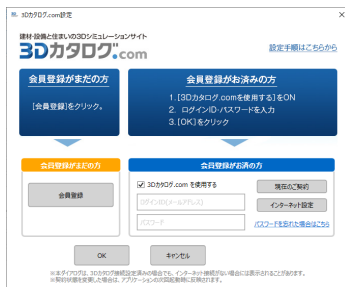 3Dカタログ.com設定
建材・設備と住まいの3Dシミュレーションサイト
3Dカタログ.com
設定手順はこちらから
会員登録がまだの方
[会員登録]をクリック。
会員登録がお済みの方
1. [3Dカタログ.comを使用する]をON
2. ログインID・パスワードを入力
3. [OK]をクリック
会員登録がまだの方
会員登録
会員登録がお済の方
3Dカタログ.com を使用する
現在のご契約
ログインID(メールアドレス)
インターネット設定
パスワード
パスワードを忘れた場合はこちら
OK
キャンセル
※本ダイアログは、3Dカタログ接続設定済みの場合でも、インターネット接続がない場合には表示されることがあります。
※契約状態を変更した場合は、アプリケーションの次回起動時に反映されます。